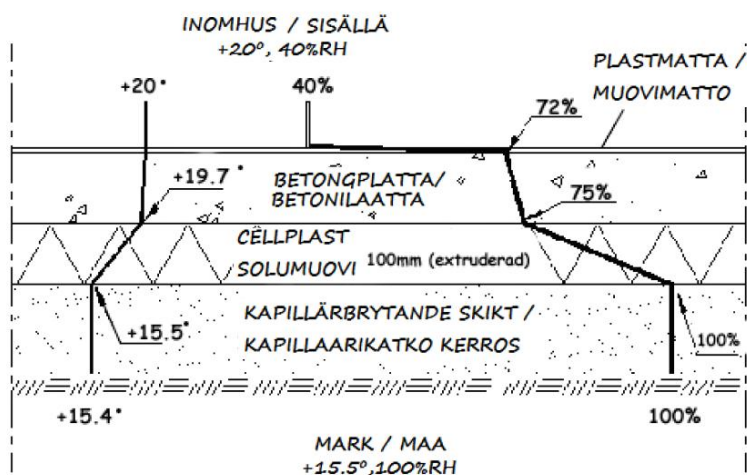 INOMHUS / SISÄLLÄ
+20°, 40%RH
PLASTMATTA /
MUOVIMATTO
+20°
40%
72%
+19.7°
BETONGPLATTA/
BETONILAATTA
75%
CELLPLAST
SOLUMUOVI 100mm (extruderad)
KAPILLÄRBRYTANDE SKIKT /
KAPILLAARIKATKO KERROS
+15.5°
100%
+15.4°
100%
MARK / MAA
+15.5°,100%RH